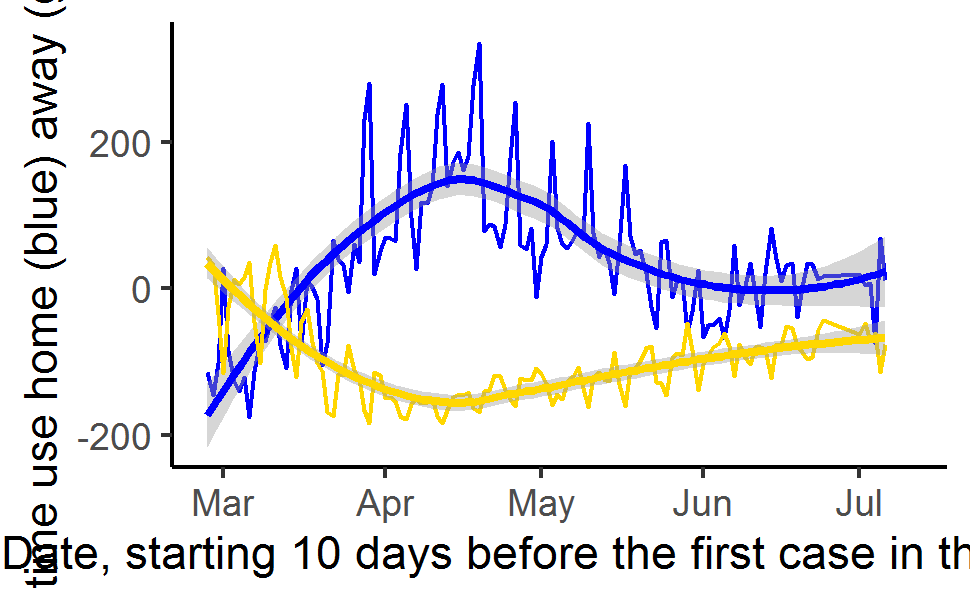 time use home (blue) away (
200
0
-200
Mar Apr May Jun Jul
Date, starting 10 days before the first case in th